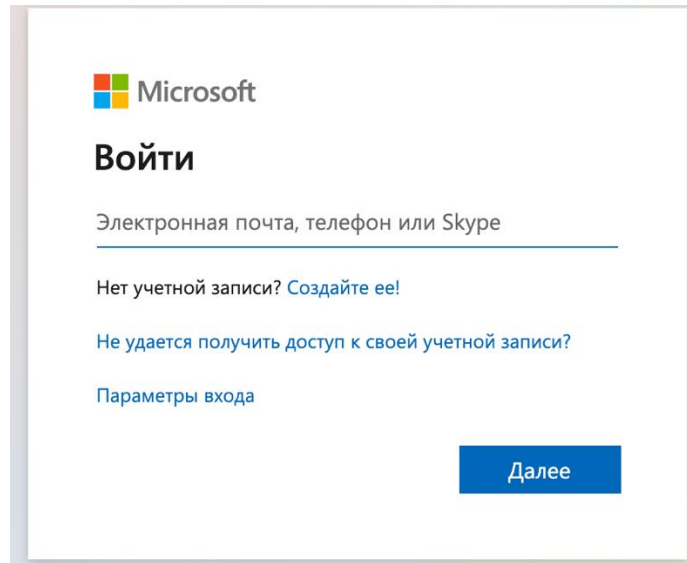 Microsoft
Войти
Электронная почта, телефон или Skype
Нет учетной записи? Создайте ее!
Не удается получить доступ к своей учетной записи?
Параметры входа
Далее